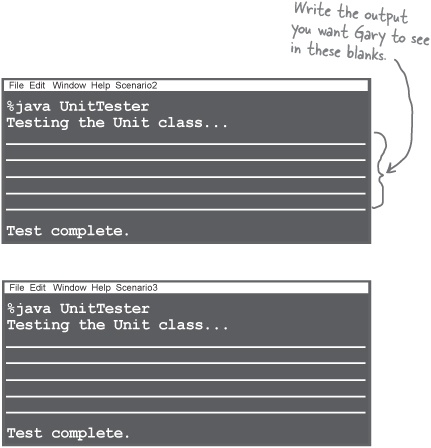 Write the output
you want Gary to see
in these blanks.
File Edit Window Help Scenario2
%java UnitTester
Testing the Unit class...
Test complete.
File Edit Window Help Scenario3
%java UnitTester
Testing the Unit class...
Test complete.